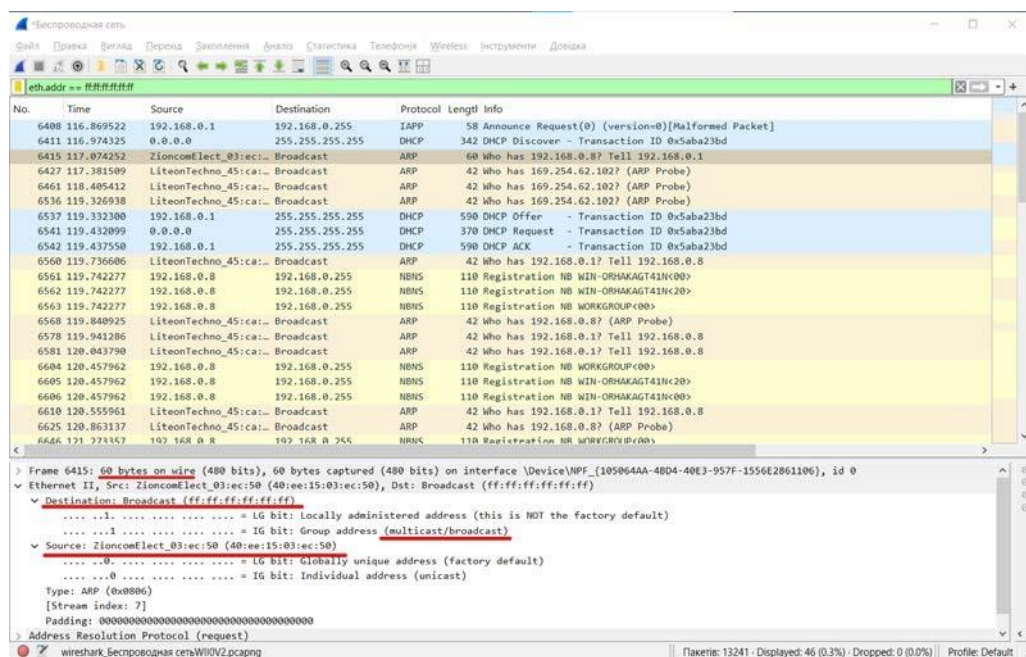 *Беспроводная сеть
Файл Правка Вигляд Перехід Захоплення Аналіз Статистика Телефонія Wireless Інструменти Довідка
eth.addr == ff:ff:ff:ff:ff:ff
No. Time Source Destination Protocol Lengtl Info
6408 116.869522 192.168.0.1 192.168.0.255 IAPP 58 Announce Request(0) (version=0)[Malformed Packet]
6411 116.974325 0.0.0.0 255.255.255.255 DHCP 342 DHCP Discover - Transaction ID 0x5aba23bd
6415 117.074252 ZioncomElect_03:ec:… Broadcast ARP 60 Who has 192.168.0.8? Tell 192.168.0.1
6427 117.381509 LiteonTechno_45:ca:… Broadcast ARP 42 Who has 169.254.62.102? (ARP Probe)
6461 118.405412 LiteonTechno_45:ca:… Broadcast ARP 42 Who has 169.254.62.102? (ARP Probe)
6536 119.326938 LiteonTechno_45:ca:… Broadcast ARP 42 Who has 169.254.62.102? (ARP Probe)
6537 119.332300 192.168.0.1 255.255.255.255 DHCP 590 DHCP Offer - Transaction ID 0x5aba23bd
6541 119.432099 0.0.0.0 255.255.255.255 DHCP 370 DHCP Request - Transaction ID 0x5aba23bd
6542 119.437550 192.168.0.1 255.255.255.255 DHCP 590 DHCP ACK - Transaction ID 0x5aba23bd
6560 119.736606 LiteonTechno_45:ca:… Broadcast ARP 42 Who has 192.168.0.1? Tell 192.168.0.8
6561 119.742277 192.168.0.8 192.168.0.255 NBNS 110 Registration NB WIN-ORHAKAGT41N<00>
6562 119.742277 192.168.0.8 192.168.0.255 NBNS 110 Registration NB WIN-ORHAKAGT41N<20>
6563 119.742277 192.168.0.8 192.168.0.255 NBNS 110 Registration NB WORKGROUP<00>
6568 119.840925 LiteonTechno_45:ca:… Broadcast ARP 42 Who has 192.168.0.8? (ARP Probe)
6578 119.941286 LiteonTechno_45:ca:… Broadcast ARP 42 Who has 192.168.0.1? Tell 192.168.0.8
6581 120.043790 LiteonTechno_45:ca:… Broadcast ARP 42 Who has 192.168.0.1? Tell 192.168.0.8
6604 120.457962 192.168.0.8 192.168.0.255 NBNS 110 Registration NB WORKGROUP<00>
6605 120.457962 192.168.0.8 192.168.0.255 NBNS 110 Registration NB WIN-ORHAKAGT41N<20>
6606 120.457962 192.168.0.8 192.168.0.255 NBNS 110 Registration NB WIN-ORHAKAGT41N<00>
6610 120.555961 LiteonTechno_45:ca:… Broadcast ARP 42 Who has 192.168.0.1? Tell 192.168.0.8
6625 120.863137 LiteonTechno_45:ca:… Broadcast ARP 42 Who has 192.168.0.8? (ARP Probe)
6646 121.273357 192.168.0.8 192.168.0.255 NBNS 110 Registration NB WORKGROUP<00>
Frame 6415: 60 bytes on wire (480 bits), 60 bytes captured (480 bits) on interface \Device\NPF_{105064AA-4BD4-40E3-957F-1556E2861106}, id 0
Ethernet II, Src: ZioncomElect_03:ec:50 (40:ee:15:03:ec:50), Dst: Broadcast (ff:ff:ff:ff:ff:ff)
Destination: Broadcast (ff:ff:ff:ff:ff:ff)
.... ..1. .... .... .... .... = LG bit: Locally administered address (this is NOT the factory default)
.... ...1 .... .... .... .... = IG bit: Group address (multicast/broadcast)
Source: ZioncomElect_03:ec:50 (40:ee:15:03:ec:50)
.... ..0. .... .... .... .... = LG bit: Globally unique address (factory default)
.... ...0 .... .... .... .... = IG bit: Individual address (unicast)
Type: ARP (0x0806)
[Stream index: 7]
Padding: 000000000000000000000000000000000000
Address Resolution Protocol (request)
wireshark_Беспроводная сетьWII0V2.pcapng Пакетів: 13241 · Displayed: 46 (0.3%) · Dropped: 0 (0.0%) Profile: Default